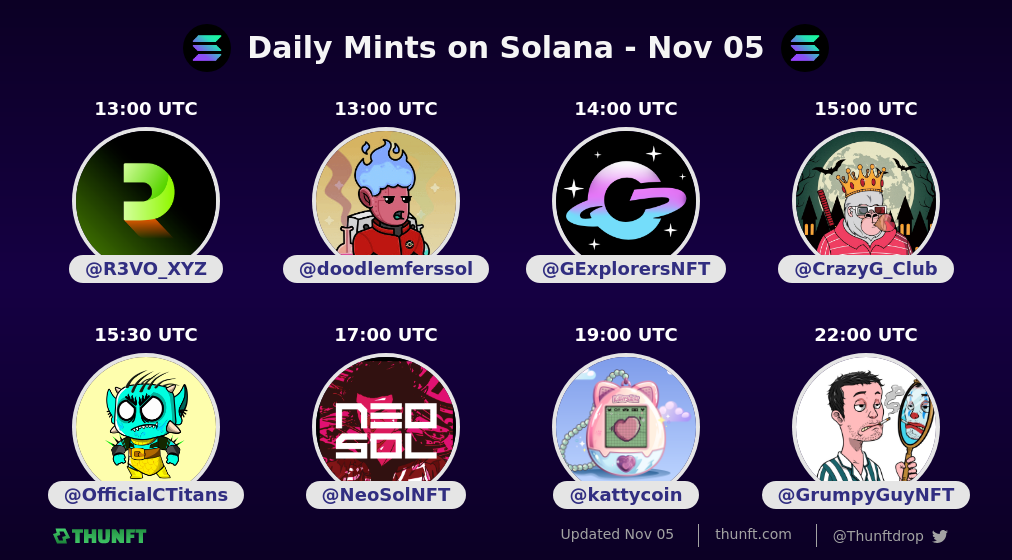 Daily Mints on Solana - Nov 05
13:00 UTC
@R3VO_XYZ
13:00 UTC
@doodlemferssol
14:00 UTC
@GExplorersNFT
15:00 UTC
@CrazyG_Club
15:30 UTC
@OfficialCTitans
17:00 UTC
NEO
SOL
@NeoSolNFT
19:00 UTC
@kattycoin
22:00 UTC
@GrumpyGuyNFT
THUNFT
Updated Nov 05
thunft.com
@Thunftdrop